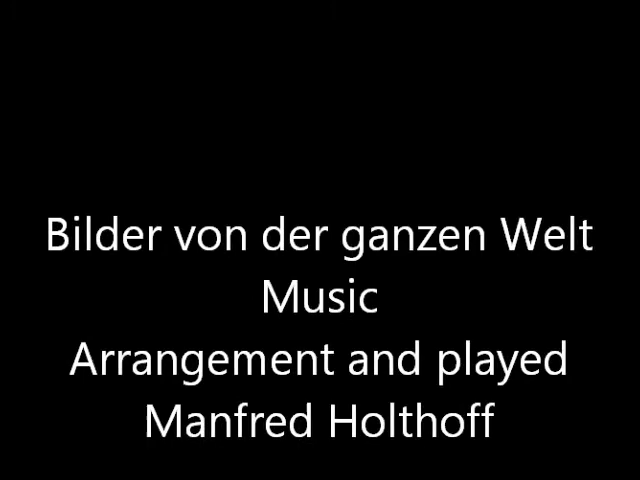 Bilder von der ganzen Welt
Music
Arrangement and played
Manfred Holthoff